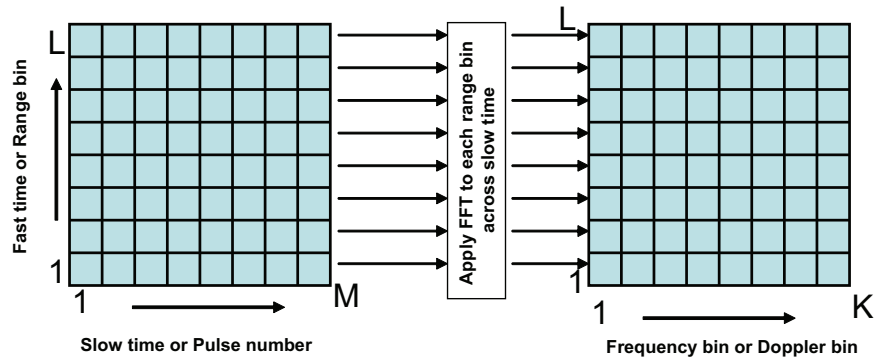 L
Fast time or Range bin
1
1
M
Slow time or Pulse number
Apply FFT to each range bin
across slow time
L
1
1
K
Frequency bin or Doppler bin